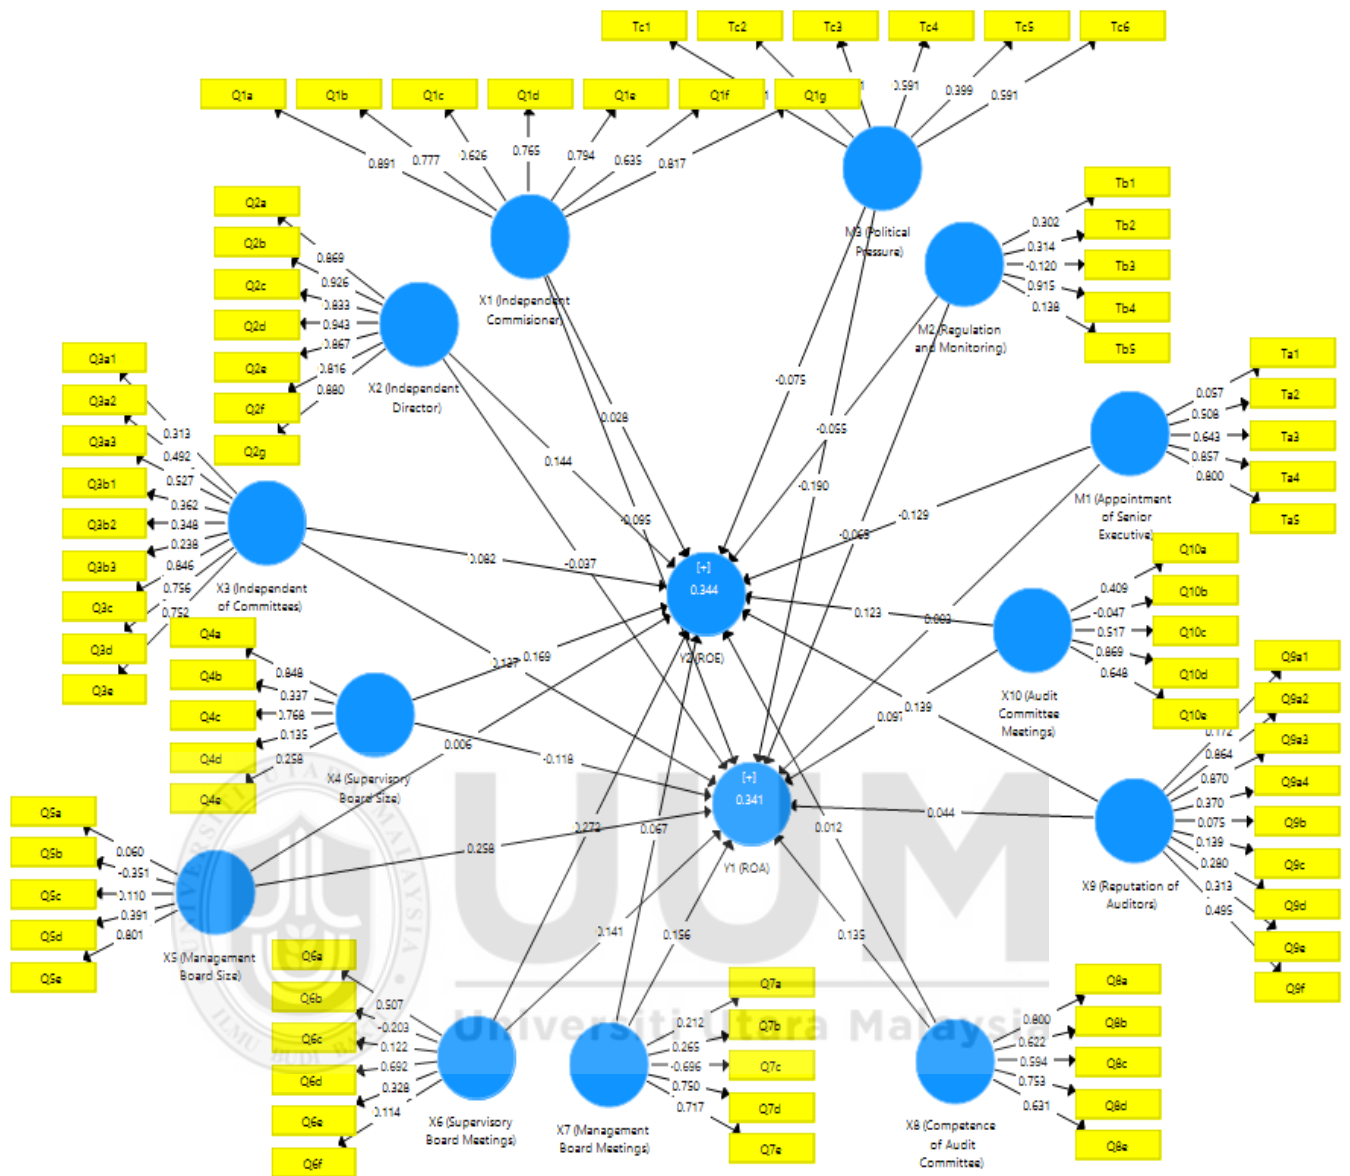 Tc1
Tc2
Tc3
Tc4
Tc5
Tc6
0.591
0.399
0.591
Q1a
Q1b
Q1c
Q1d
Q1e
Q1f
Q1g
0.891
0.777
0.626
0.765
0.794
0.635
0.817
M3 (Political
Pressure)
X1 (Independent
Commisioner)
Q2a
Q2b
Q2c
Q2d
Q2e
Q2f
Q2g
0.869
0.926
0.833
0.943
0.867
0.816
0.880
X2 (Independent
Director)
Tb1
Tb2
Tb3
Tb4
Tb5
0.302
0.314
-0.120
0.915
0.138
M2 (Regulation
and Monitoring)
Q3a1
Q3a2
Q3a3
Q3b1
Q3b2
Q3b3
Q3c
Q3d
Q3e
0.313
0.492
0.527
0.362
0.348
0.238
0.846
0.756
0.752
X3 (Independent
of Committees)
Ta1
Ta2
Ta3
Ta4
Ta5
0.057
0.508
0.643
0.857
0.800
M1 (Appointment
of Senior
Executive)
-0.075
0.028
-0.055
0.144
-0.190
-0.095
-0.129
-0.065
0.082
-0.037
[+]
0.344
Y2 (ROE)
0.123
0.003
0.137
0.169
0.139
0.097
Q10a
Q10b
Q10c
Q10d
Q10e
0.409
-0.047
0.517
0.869
0.648
X10 (Audit
Committee
Meetings)
Q4a
Q4b
Q4c
Q4d
Q4e
0.848
0.337
0.768
0.135
0.258
X4 (Supervisory
Board Size)
0.006
-0.118
[+]
0.341
Y1 (ROA)
0.044
0.258
0.272
0.067
0.012
0.141
0.156
0.135
Q9a1
Q9a2
Q9a3
Q9a4
Q9b
Q9c
Q9d
Q9e
Q9f
0.172
0.864
0.870
0.370
0.075
0.139
0.280
0.313
0.495
X9 (Reputation of
Auditors)
Q5a
Q5b
Q5c
Q5d
Q5e
0.060
-0.351
0.110
0.391
0.801
X5 (Management
Board Size)
Q6a
Q6b
Q6c
Q6d
Q6e
Q6f
0.507
-0.203
0.122
0.692
0.328
0.114
X6 (Supervisory
Board Meetings)
Q7a
Q7b
Q7c
Q7d
Q7e
0.212
0.265
-0.696
0.750
0.717
X7 (Management
Board Meetings)
Q8a
Q8b
Q8c
Q8d
Q8e
0.800
0.622
0.594
0.753
0.631
X8 (Competence
of Audit
Committee)
UUM
Universiti Utara Malaysia
UNIVERSITI UTARA MALAYSIA
ILMU BUDI BAKTI